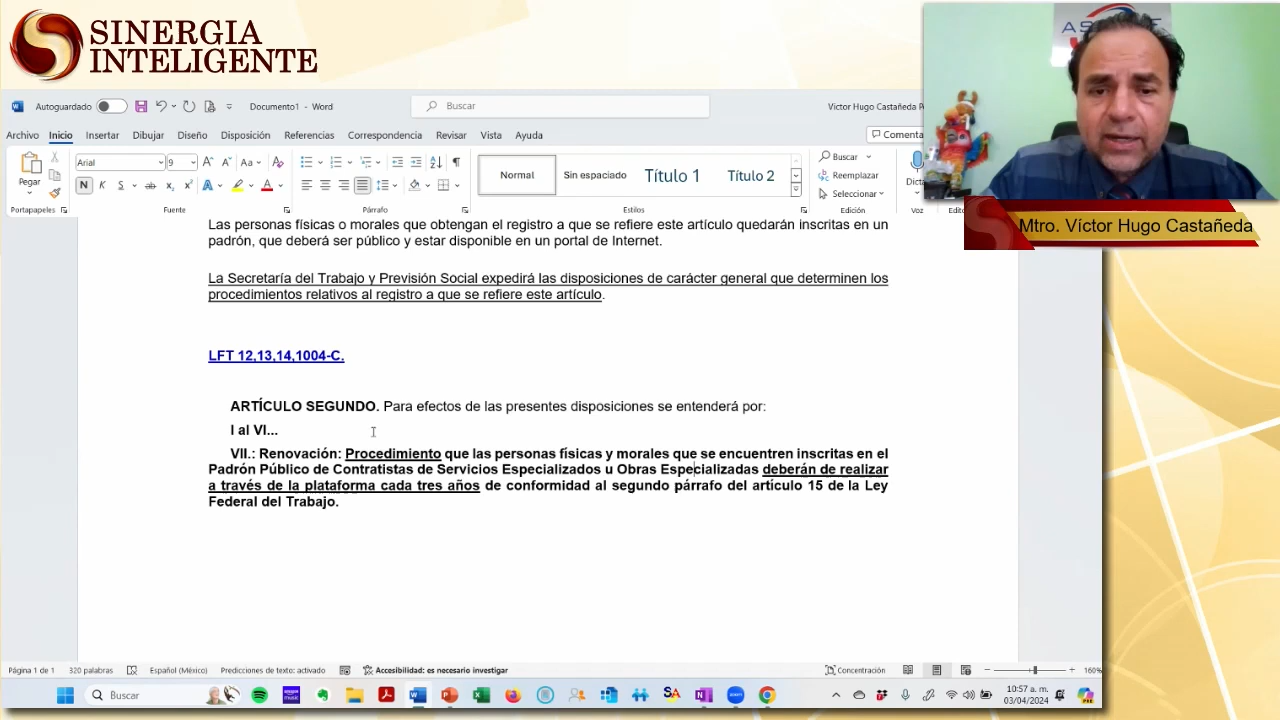 SINERGIA
INTELIGENTE
Autoguardado
Documento1 - Word
Buscar
Victor Hugo Castañeda
Archivo Inicio Insertar Dibujar Diseño Disposición Referencias Correspondencia Revisar Vista Ayuda
Comenta
Pegar
Arial 9
Normal Sin espaciado Título 1 Título 2
Buscar
Reemplazar
Seleccionar
Dicta
Portapapeles Fuente Párrafo Estilos Edición Voz
Mtro. Víctor Hugo Castañeda
Las personas físicas o morales que obtengan el registro a que se refiere este artículo quedarán inscritas en un
padrón, que deberá ser público y estar disponible en un portal de Internet.
La Secretaría del Trabajo y Previsión Social expedirá las disposiciones de carácter general que determinen los
procedimientos relativos al registro a que se refiere este artículo.
LFT 12,13,14,1004-C.
ARTÍCULO SEGUNDO. Para efectos de las presentes disposiciones se entenderá por:
I al VI...
VII.: Renovación: Procedimiento que las personas físicas y morales que se encuentren inscritas en el
Padrón Público de Contratistas de Servicios Especializados u Obras Especializadas deberán de realizar
a través de la plataforma cada tres años de conformidad al segundo párrafo del artículo 15 de la Ley
Federal del Trabajo.
Página 1 de 1 320 palabras Español (México) Predicciones de texto: activado Accesibilidad: es necesario investigar Concentración 160%
Buscar
10:57 a. m.
03/04/2024